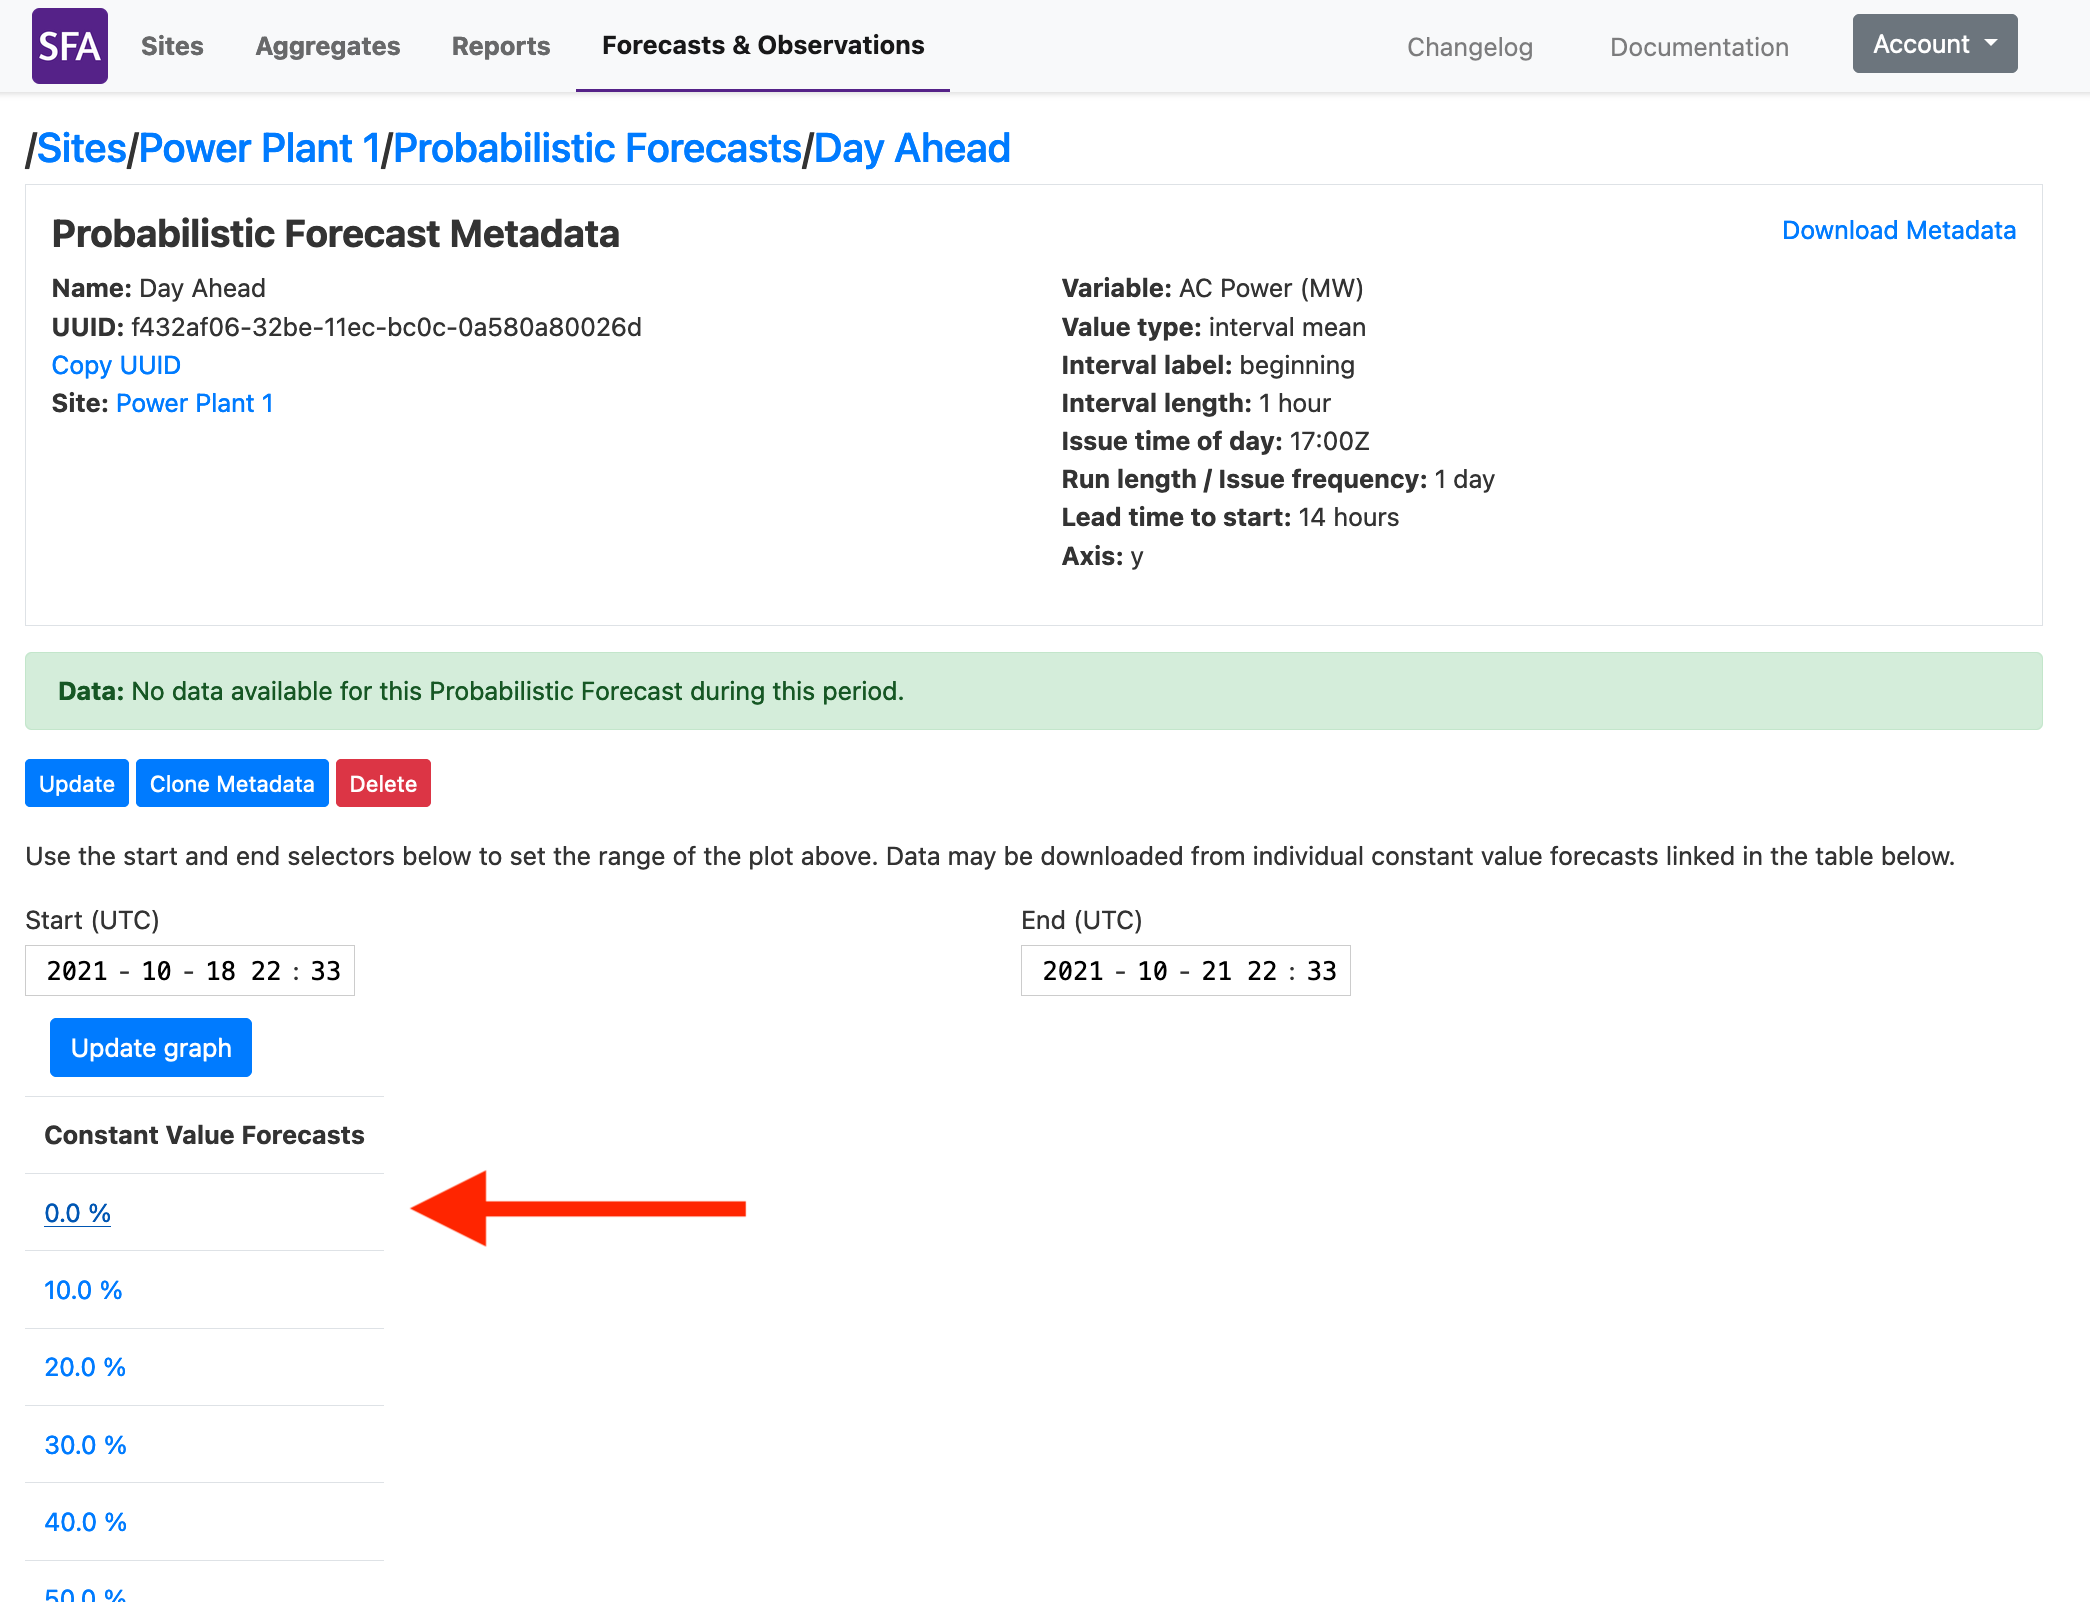 SFA Sites Aggregates Reports Forecasts & Observations Changelog Documentation Account
/Sites/Power Plant 1/Probabilistic Forecasts/Day Ahead
Probabilistic Forecast Metadata
Download Metadata
Name: Day Ahead
UUID: f432af06-32be-11ec-bc0c-0a580a80026d
Copy UUID
Site: Power Plant 1
Variable: AC Power (MW)
Value type: interval mean
Interval label: beginning
Interval length: 1 hour
Issue time of day: 17:00Z
Run length / Issue frequency: 1 day
Lead time to start: 14 hours
Axis: y
Data: No data available for this Probabilistic Forecast during this period.
Update Clone Metadata Delete
Use the start and end selectors below to set the range of the plot above. Data may be downloaded from individual constant value forecasts linked in the table below.
Start (UTC)
2021 - 10 - 18 22 : 33
End (UTC)
2021 - 10 - 21 22 : 33
Update graph
Constant Value Forecasts
0.0 %
10.0 %
20.0 %
30.0 %
40.0 %
50.0 %